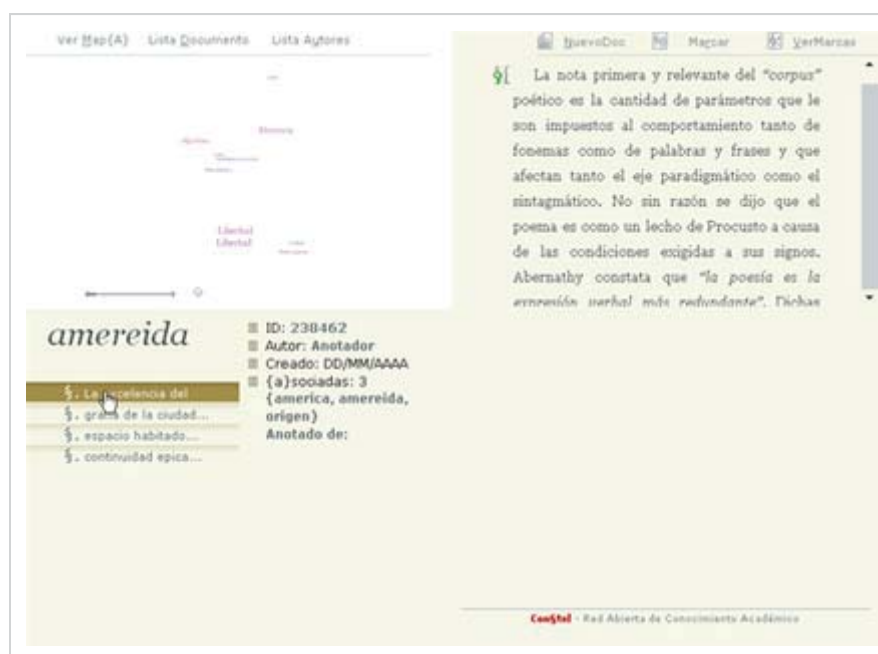 Ver Map(A) Lista Documento Lista Autores
NuevoDoc Marcar VerMarcas
Libertad
Libertad
§[ La nota primera y relevante del "corpus"
poético es la cantidad de parámetros que le
son impuestos al comportamiento tanto de
fonemas como de palabras y frases y que
afectan tanto el eje paradigmático como el
sintagmático. No sin razón se dijo que el
poema es como un lecho de Procusto a causa
de las condiciones exigidas a sus signos.
Abernathy constata que "la poesía es la
expresión verbal más redundante". Dichas
amereida
§. La excelencia del
§. gracia de la ciudad...
§. espacio habitado...
§. continuidad epica...
ID: 238462
Autor: Anotador
Creado: DD/MM/AAAA
{a}sociadas: 3
{america, amereida,
origen}
Anotado de:
Con§tel - Red Abierta de Conocimiento Académico